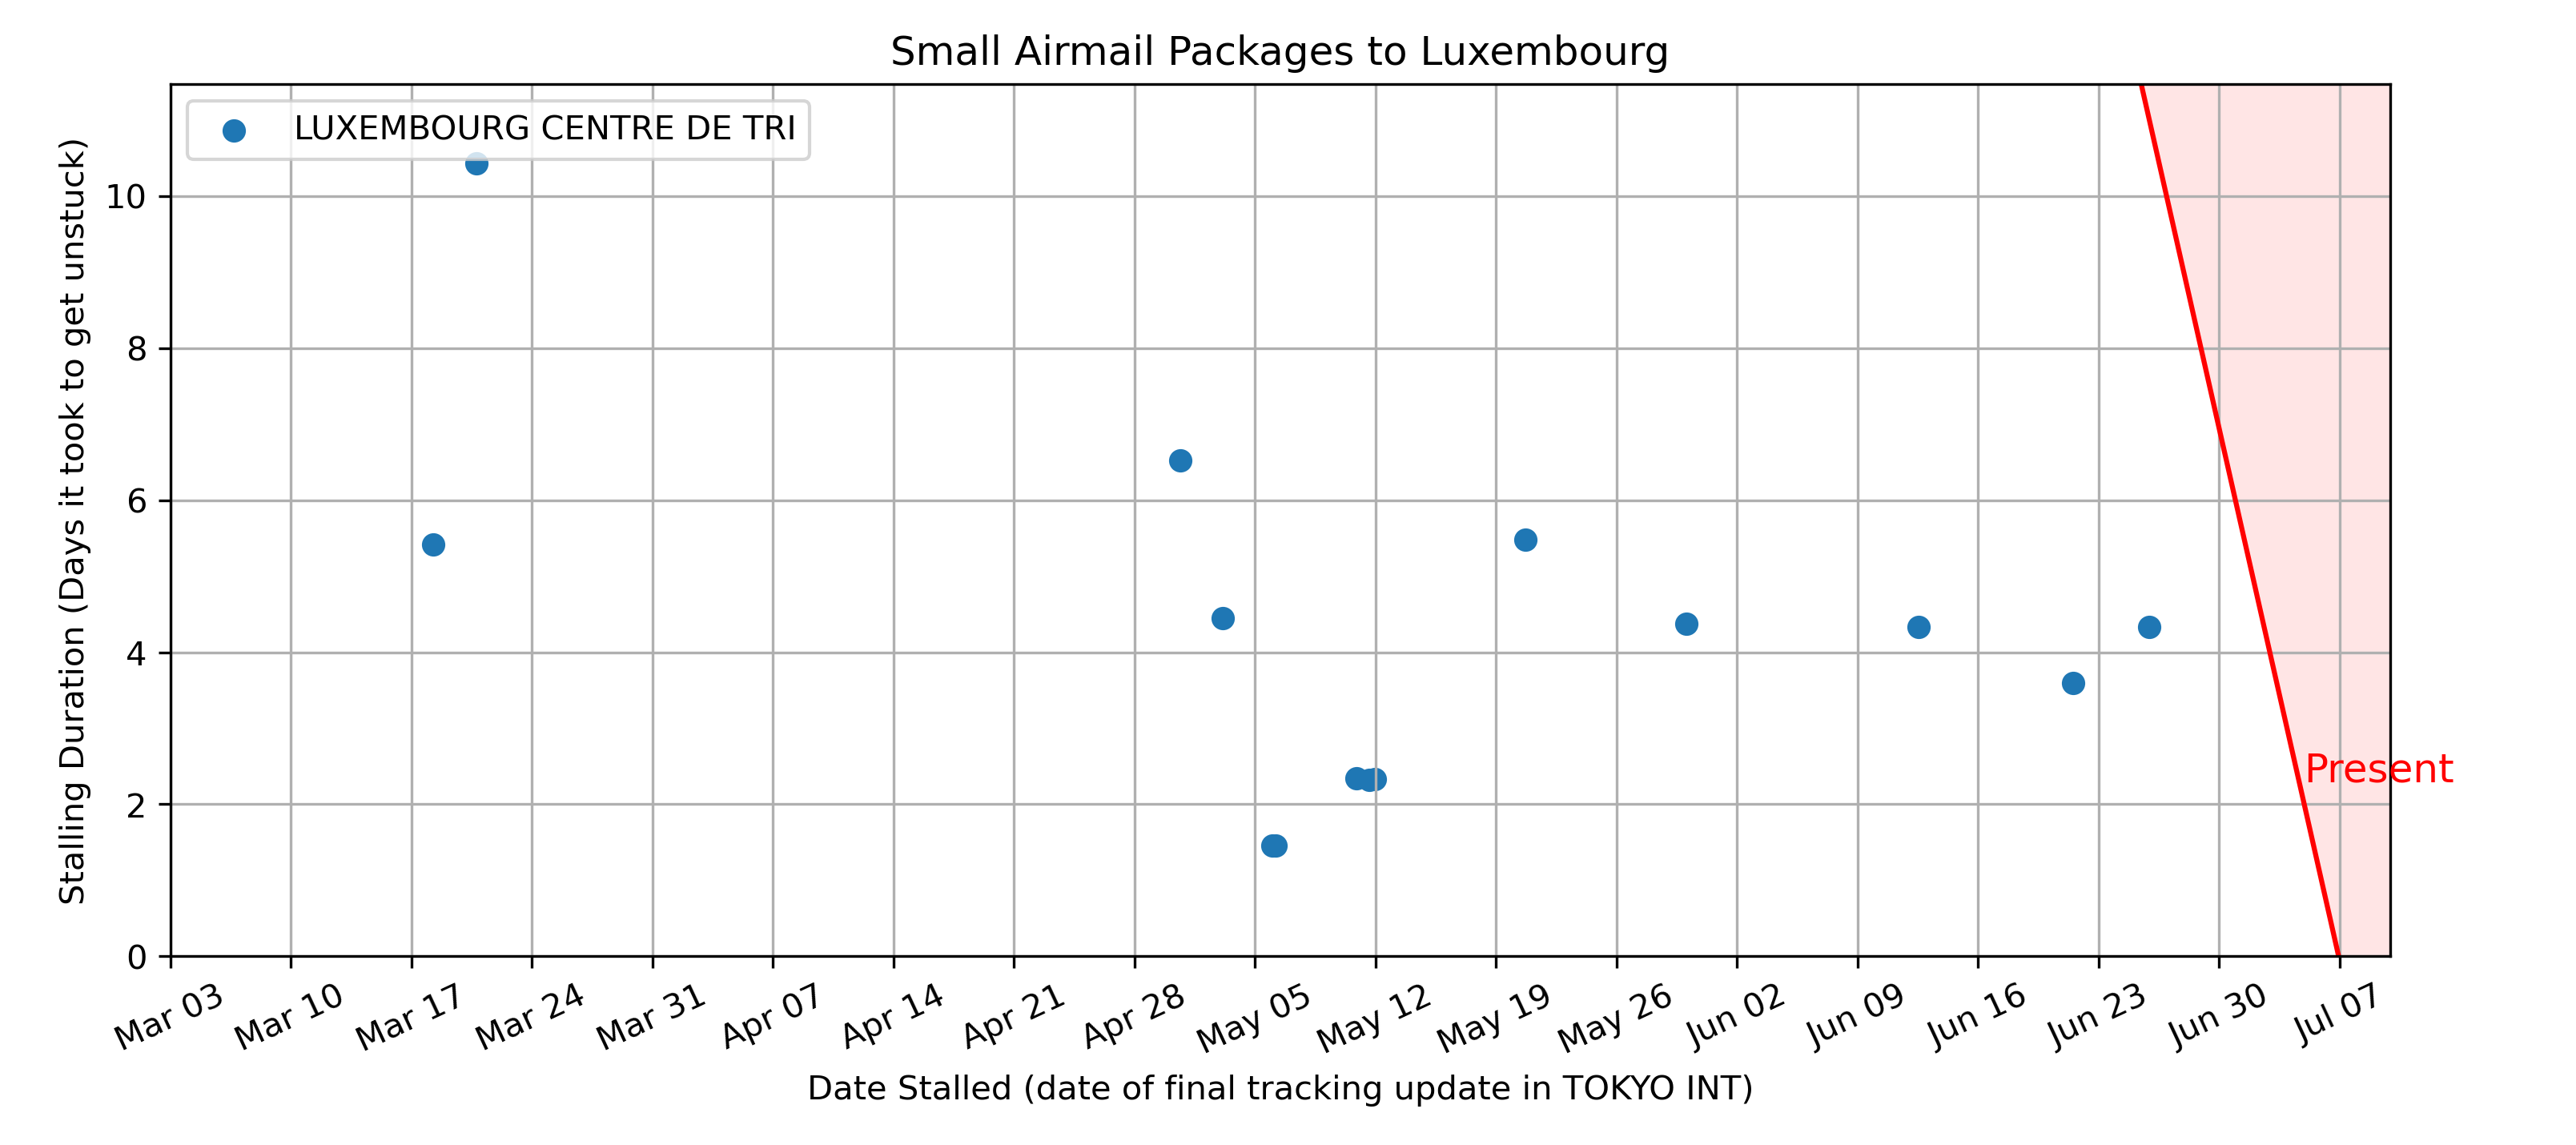 Small Airmail Packages to Luxembourg
LUXEMBOURG CENTRE DE TRI
Stalling Duration (Days it took to get unstuck)
10
8
6
4
2
0
Present
Mar 03
Mar 10
Mar 17
Mar 24
Mar 31
Apr 07
Apr 14
Apr 21
Apr 28
May 05
May 12
May 19
May 26
Jun 02
Jun 09
Jun 16
Jun 23
Jun 30
Jul 07
Date Stalled (date of final tracking update in TOKYO INT)